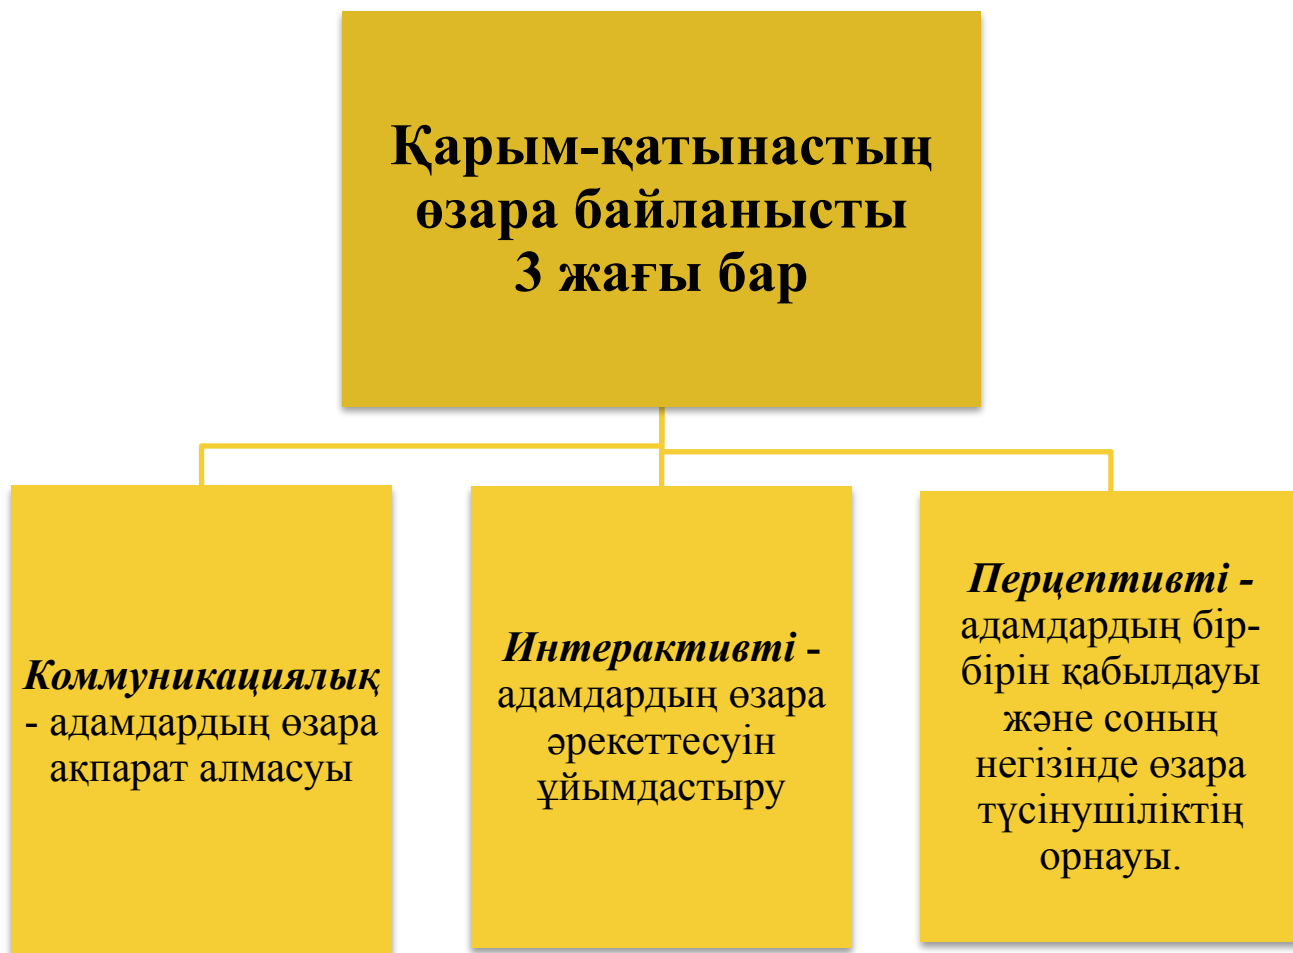 Қарым-қатынастың
өзара байланысты
3 жағы бар
Коммуникациялық
- адамдардың өзара
ақпарат алмасуы
Интерактивті -
адамдардың өзара
әрекеттесуін
ұйымдастыру
Перцептивті -
адамдардың бір-
бірін қабылдауы
және соның
негізінде өзара
түсінушіліктің
орнауы.